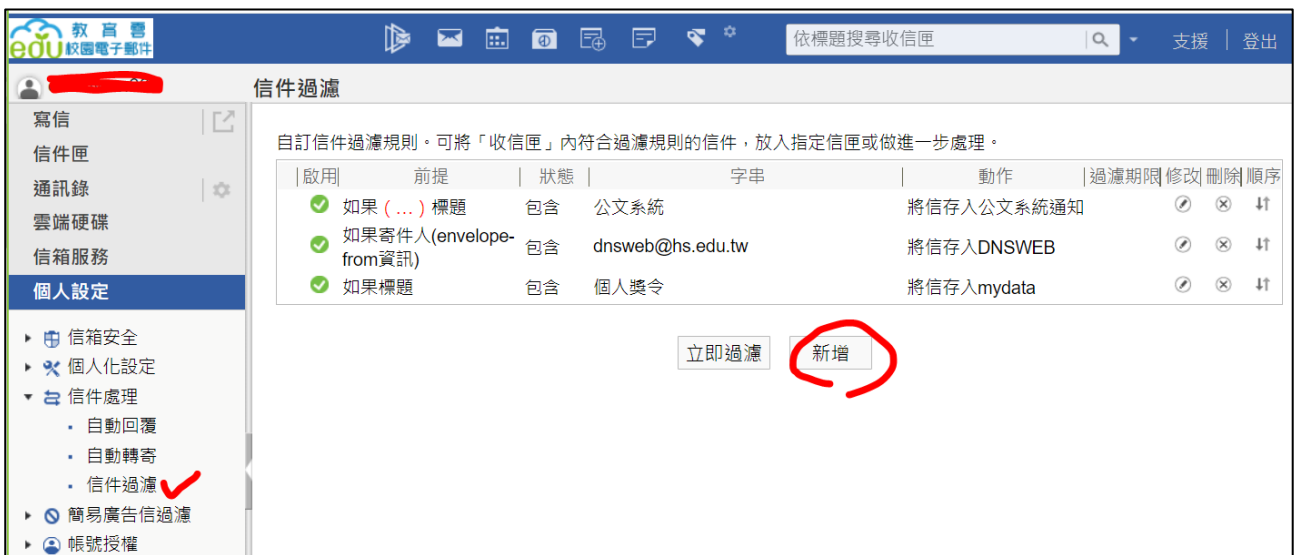 教育雲
edu校園電子郵件
依標題搜尋收信匣
支援 | 登出
信件過濾
寫信
信件匣
通訊錄
雲端硬碟
信箱服務
個人設定
信箱安全
個人化設定
信件處理
自動回覆
自動轉寄
信件過濾
簡易廣告信過濾
帳號授權
自訂信件過濾規則。可將「收信匣」內符合過濾規則的信件，放入指定信匣或做進一步處理。
啟用 前提 狀態 字串 動作 過濾期限 修改 刪除 順序
如果 (...) 標題 包含 公文系統 將信存入公文系統通知
如果寄件人(envelope-from資訊) 包含 dnsweb@hs.edu.tw 將信存入DNSWEB
如果標題 包含 個人獎令 將信存入mydata
立即過濾 新增